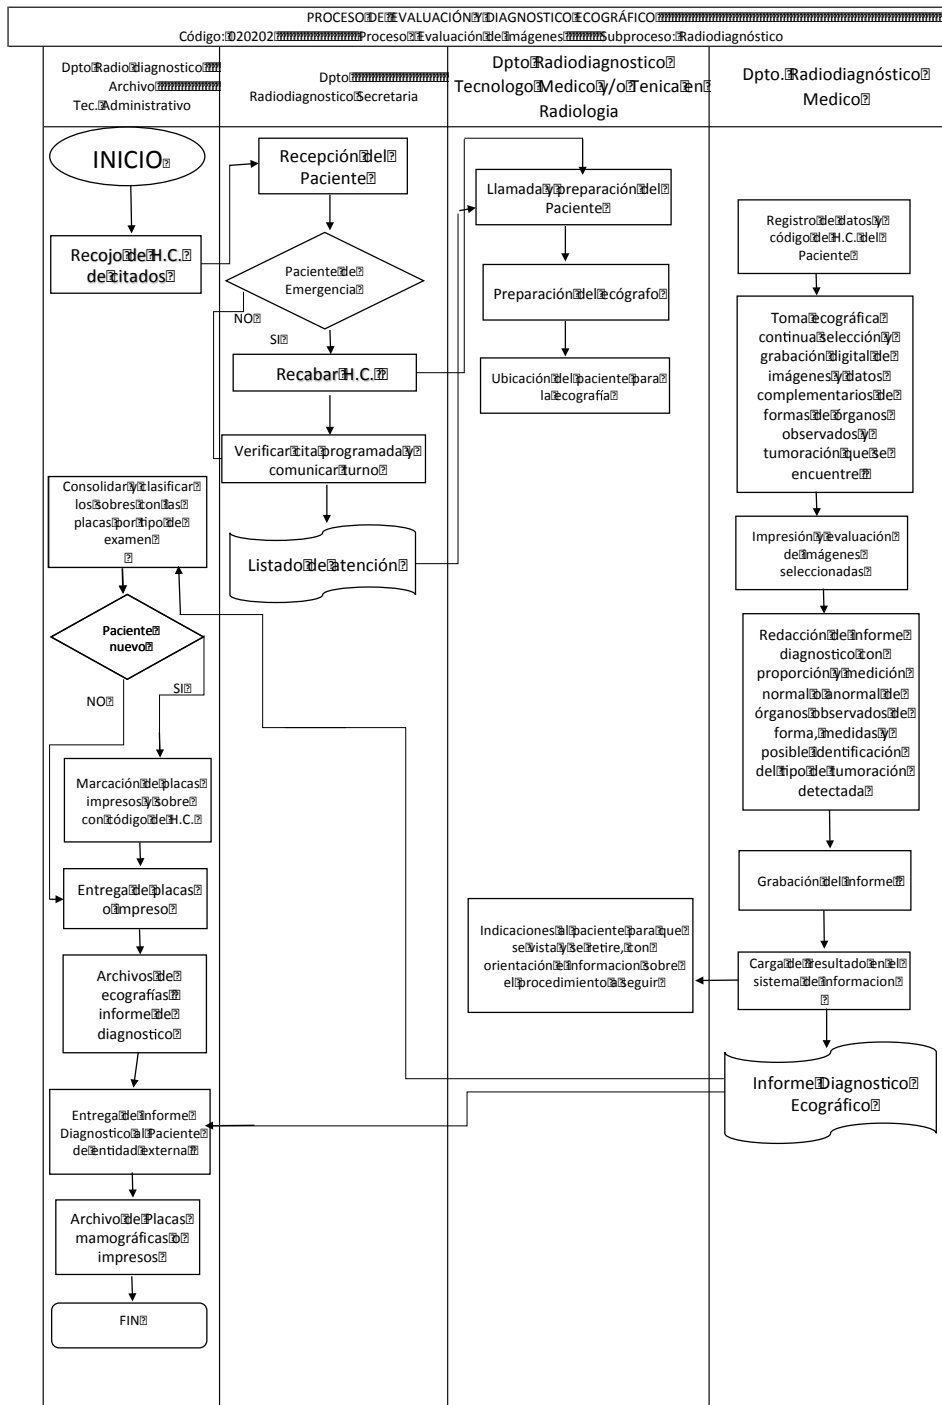 PROCESO DE EVALUACIÓN Y DIAGNOSTICO ECOGRÁFICO
Código: 020202 Proceso: Evaluación de Imágenes Subproceso: Radiodiagnóstico
Dpto Radio diagnostico
Archivo
Tec. Administrativo
Dpto
Radiodiagnostico Secretaria
Dpto Radiodiagnostico
Tecnologo Medico y/o Tenica en
Radiologia
Dpto. Radiodiagnóstico
Medico
INICIO
Recojo de H.C.
de citados
Recepción del
Paciente
Paciente de
Emergencia
NO
SI
Recabar H.C.
Verificar cita programada y
comunicar turno
Listado de atención
Llamada y preparación del
Paciente
Preparación del ecógrafo
Ubicación del paciente para
la ecografía
Registro de datos y
código de H.C. del
Paciente
Toma ecográfica
continua selección y
grabación digital de
imágenes y datos
complementarios de
formas de órganos
observados y
tumoración que se
encuentre
Impresión y evaluación
de imágenes
seleccionadas
Redacción de informe
diagnostico con
proporción y medición
normal o anormal de
órganos observados de
forma, medidas y
posible identificación
del tipo de tumoración
detectada
Grabación del informe
Carga de resultado en el
sistema de informacion
Indicaciones al paciente para que
se vista y se retire, con
orientación e informacion sobre
el procedimiento a seguir
Informe Diagnostico
Ecográfico
Consolidar y clasificar
los sobres con las
placas por tipo de
examen
Paciente
nuevo
NO
SI
Marcación de placas
impresos y sobre
con código de H.C.
Entrega de placas
o impreso
Archivos de
ecografías
informe de
diagnostico
Entrega de Informe
Diagnostico al Paciente
de entidad externa
Archivo de Placas
mamográficas o
impresos
FIN